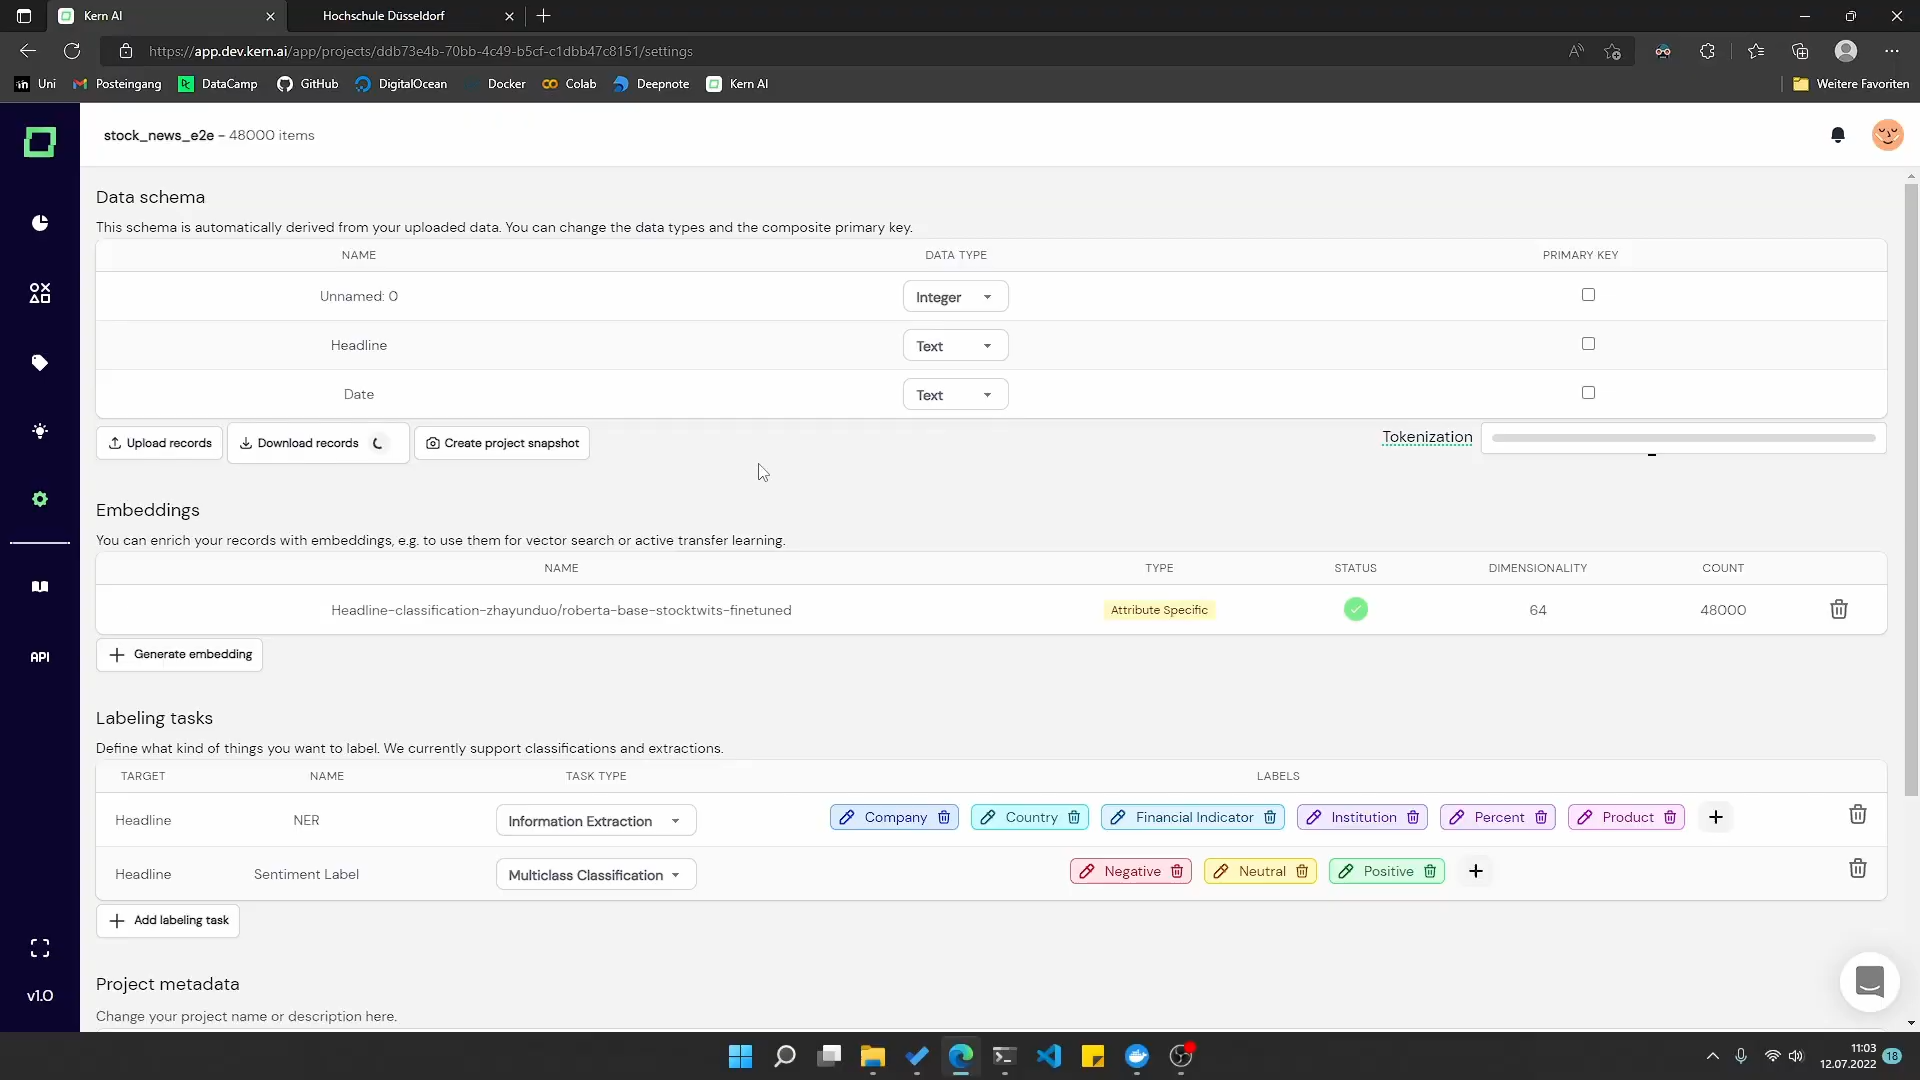 Kern AI
Hochschule Düsseldorf
https://app.dev.kern.ai/app/projects/ddb73e4b-70bb-4c49-b5cf-c1dbb47c8151/settings
in Uni
Posteingang
DataCamp
GitHub
DigitalOcean
Docker
Colab
Deepnote
Kern AI
Weitere Favoriten
stock_news_e2e - 48000 items
Data schema
This schema is automatically derived from your uploaded data. You can change the data types and the composite primary key.
NAME DATA TYPE PRIMARY KEY
Unnamed: 0 Integer
Headline Text
Date Text
Upload records
Download records
Create project snapshot
Tokenization
Embeddings
You can enrich your records with embeddings, e.g. to use them for vector search or active transfer learning.
NAME TYPE STATUS DIMENSIONALITY COUNT
Headline-classification-zhayunduo/roberta-base-stocktwits-finetuned Attribute Specific 64 48000
Generate embedding
API
Labeling tasks
Define what kind of things you want to label. We currently support classifications and extractions.
TARGET NAME TASK TYPE LABELS
Headline NER Information Extraction Company Country Financial Indicator Institution Percent Product
Headline Sentiment Label Multiclass Classification Negative Neutral Positive
Add labeling task
Project metadata
v1.0
Change your project name or description here.
11:03
12.07.2022
18